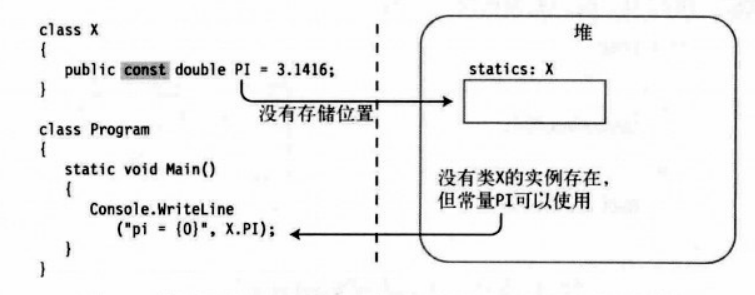 class X
{
public const double PI = 3.1416;
}
没有存储位置
class Program
{
static void Main()
{
Console.WriteLine
("pi = {0}", X.PI);
}
}
堆
statics: X
没有类X的实例存在，
但常量PI可以使用